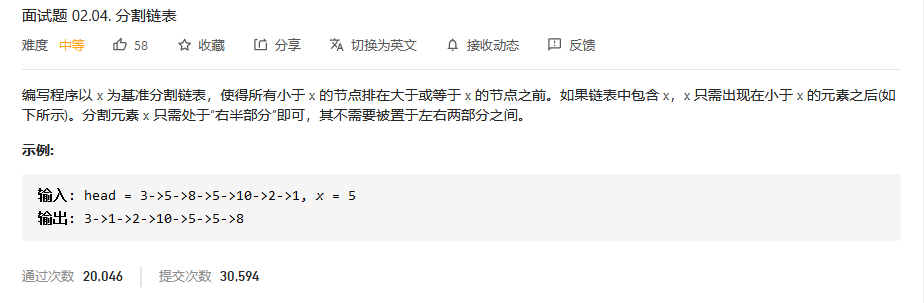 面试题 02.04. 分割链表
难度 中等 58 收藏 分享 切换为英文 接收动态 反馈
编写程序以 x 为基准分割链表，使得所有小于 x 的节点排在大于或等于 x 的节点之前。如果链表中包含 x，x 只需出现在小于 x 的元素之后(如
下所示)。分割元素 x 只需处于“右半部分”即可，其不需要被置于左右两部分之间。
示例:
输入: head = 3->5->8->5->10->2->1, x = 5
输出: 3->1->2->10->5->5->8
通过次数 20,046 提交次数 30,594